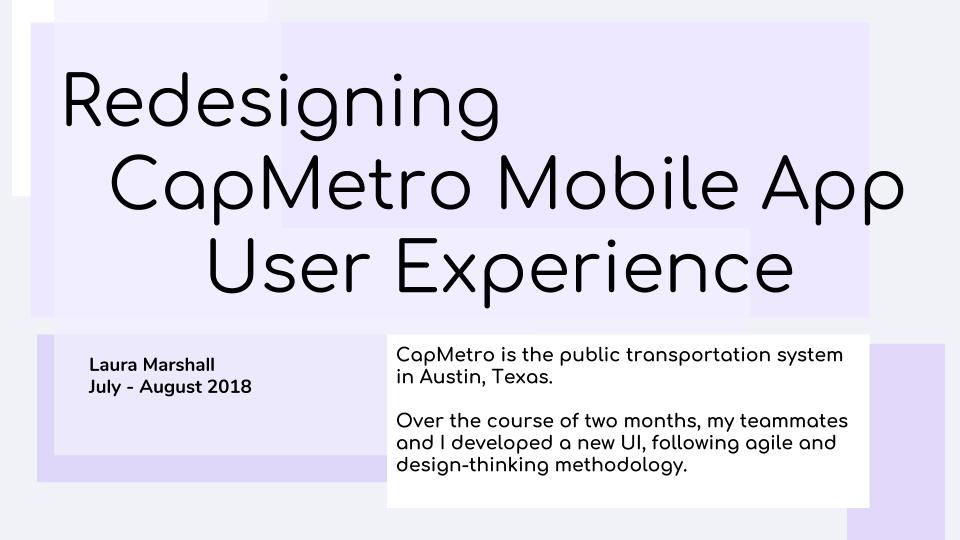 Redesigning
CapMetro Mobile App
User Experience
Laura Marshall
July - August 2018
CapMetro is the public transportation system
in Austin, Texas.
Over the course of two months, my teammates
and I developed a new UI, following agile and
design-thinking methodology.